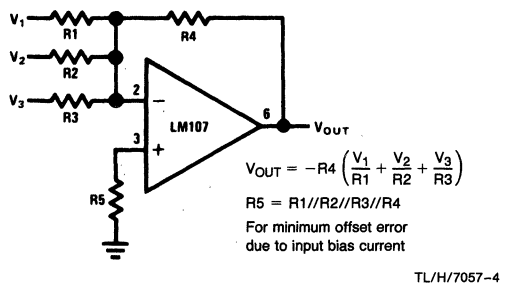 V1
R1
R4
V2
R2
V3
R3
2
−
LM107
6
VOUT
3
+
R5
VOUT = −R4 (V1/R1 + V2/R2 + V3/R3)
R5 = R1//R2//R3//R4
For minimum offset error
due to input bias current
TL/H/7057–4